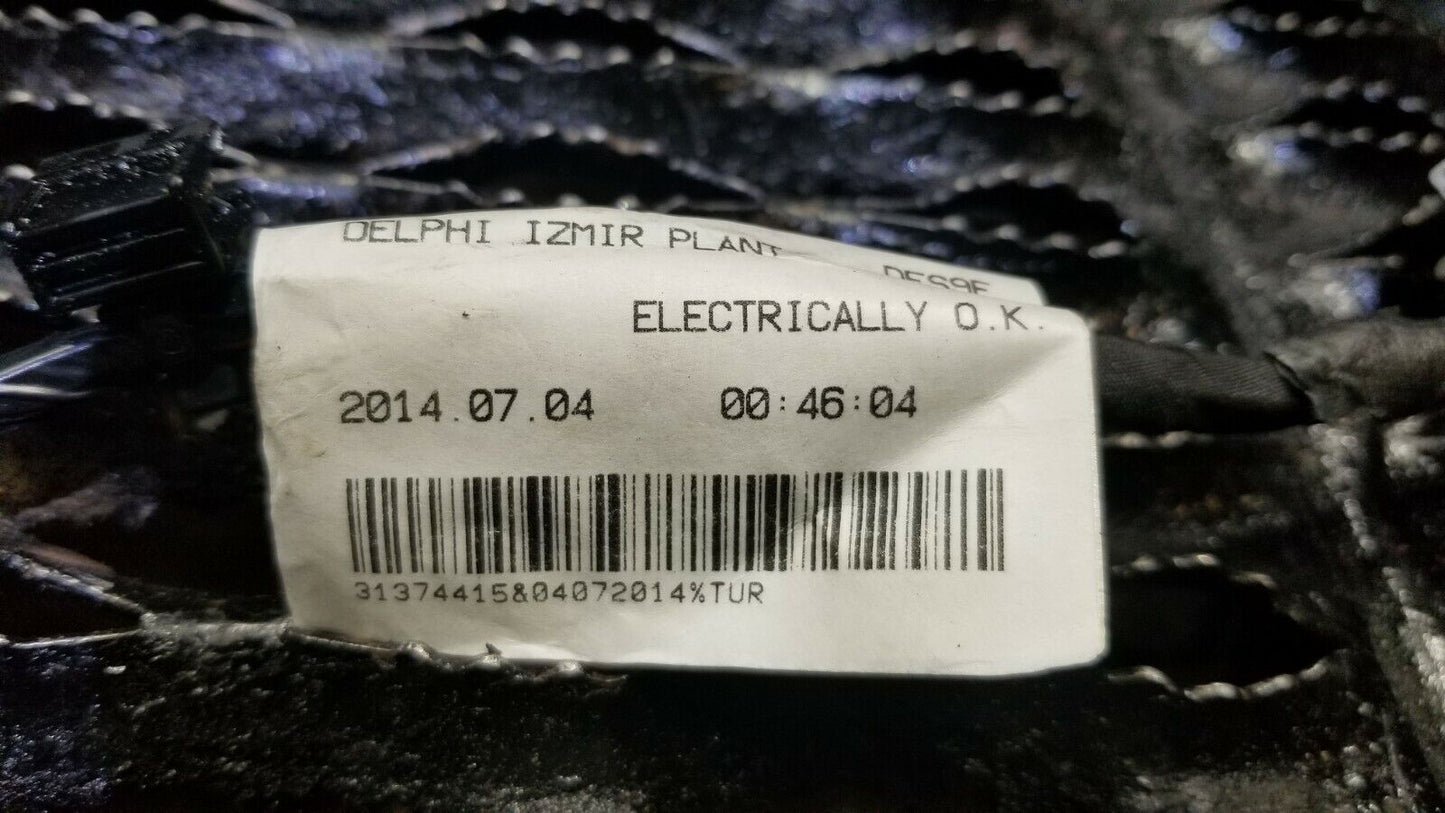 DELPHI IZMIR PLANT
ELECTRICALLY O.K.
2014.07.04 00:46:04
31374415&04072014%TUR